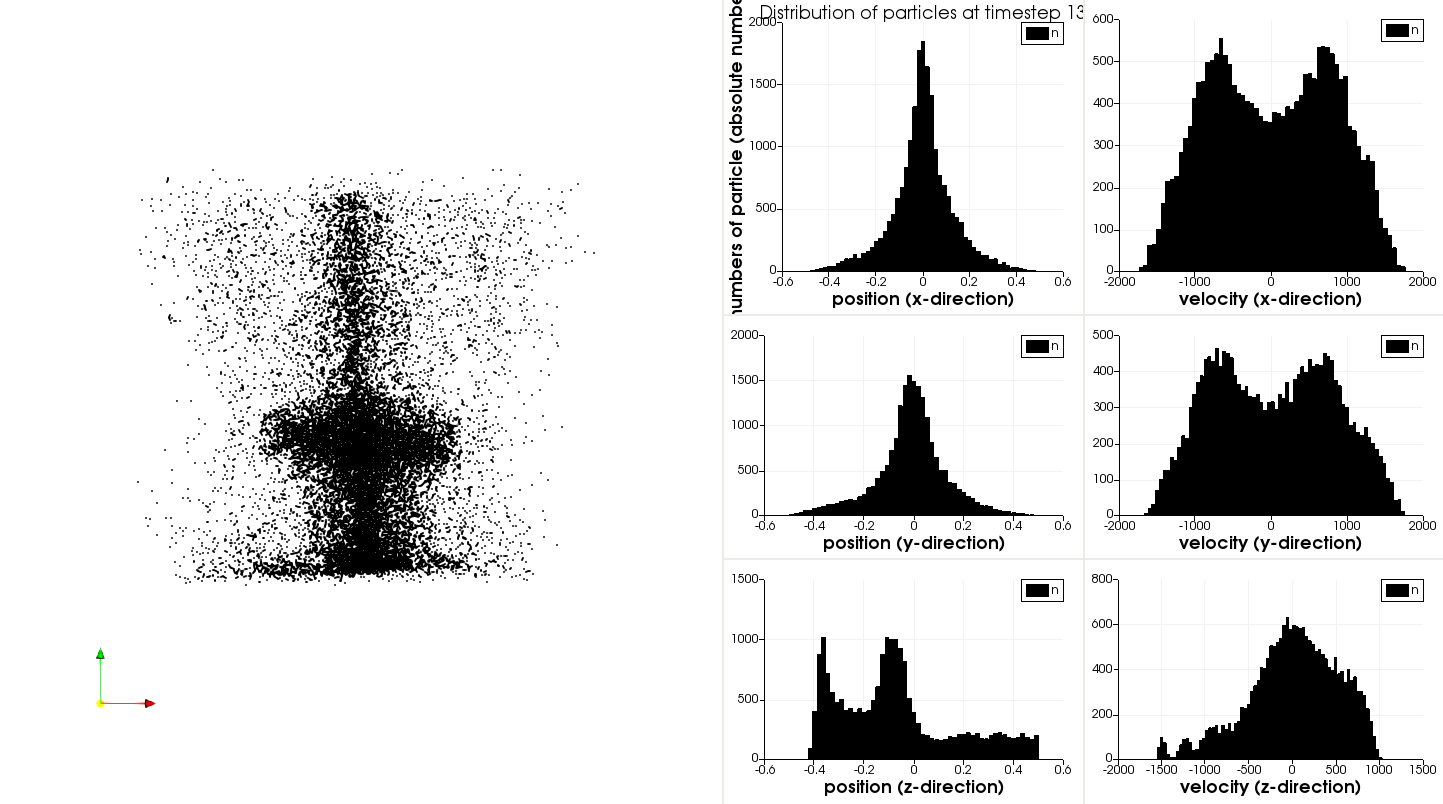 Distribution of particles at timestep 13
numbers of particle (absolute numbe
2000
1500
1000
500
0
-0.6 -0.4 -0.2 0 0.2 0.4 0.6
position (x-direction)
n
600
500
400
300
200
100
0
-2000 -1000 0 1000 2000
velocity (x-direction)
n
2000
1500
1000
500
0
-0.6 -0.4 -0.2 0 0.2 0.4 0.6
position (y-direction)
n
500
400
300
200
100
0
-2000 -1000 0 1000 2000
velocity (y-direction)
n
1500
1000
500
0
-0.6 -0.4 -0.2 0 0.2 0.4 0.6
position (z-direction)
n
800
600
400
200
0
-2000 -1500 -1000 -500 0 500 1000 1500
velocity (z-direction)
n